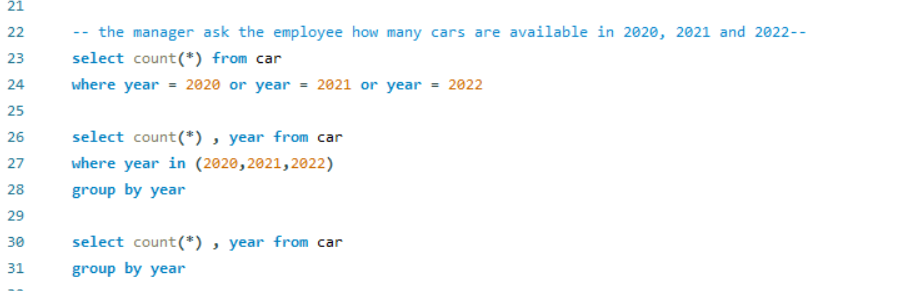 21
22 -- the manager ask the employee how many cars are available in 2020, 2021 and 2022--
23 select count(*) from car
24 where year = 2020 or year = 2021 or year = 2022
25
26 select count(*) , year from car
27 where year in (2020,2021,2022)
28 group by year
29
30 select count(*) , year from car
31 group by year